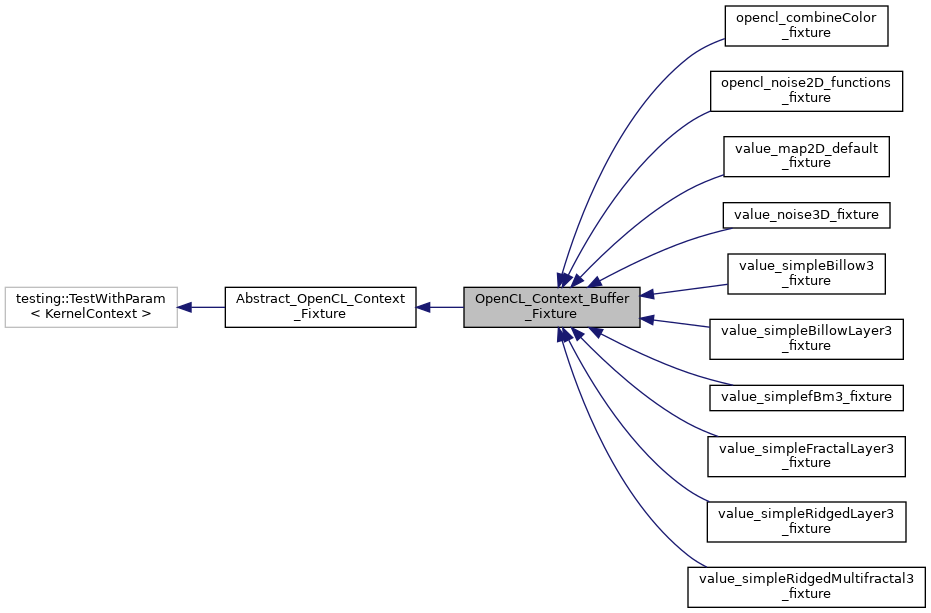 testing::TestWithParam
< KernelContext >
Abstract_OpenCL_Context
_Fixture
OpenCL_Context_Buffer
_Fixture
opencl_combineColor
_fixture
opencl_noise2D_functions
_fixture
value_map2D_default
_fixture
value_noise3D_fixture
value_simpleBillow3
_fixture
value_simpleBillowLayer3
_fixture
value_simplefBm3_fixture
value_simpleFractalLayer3
_fixture
value_simpleRidgedLayer3
_fixture
value_simpleRidgedMultifractal3
_fixture